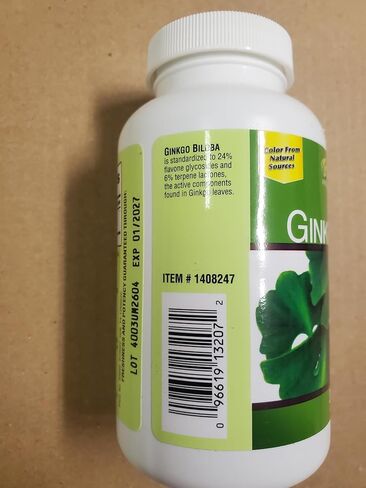 GINKGO BILOBA
is standardized to 24%
flavone glycosides and
6% terpene lactones,
the active components
found in Ginkgo leaves.
Color From
Natural
Sources
GINK
ITEM # 1408247
0 96619 13207 2
FRESHNESS AND POTENCY GUARANTEED THROUGH:
LOT 4003UM2604 EXP 01/2027